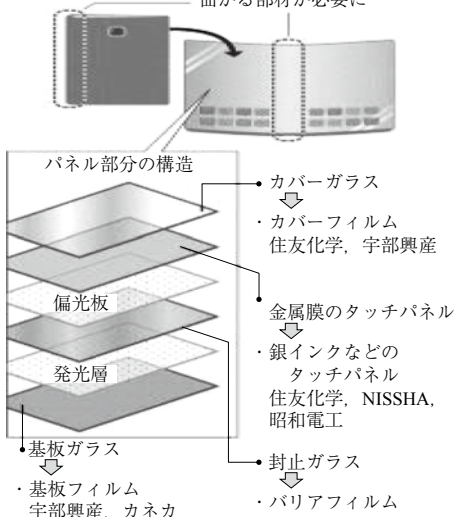 曲がる部材が必要に
パネル部分の構造
カバーガラス
・カバーフィルム
住友化学，宇部興産
偏光板
金属膜のタッチパネル
・銀インクなどの
タッチパネル
住友化学，NISSHA，
昭和電工
発光層
基板ガラス
・基板フィルム
宇部興産，カネカ
封止ガラス
・バリアフィルム